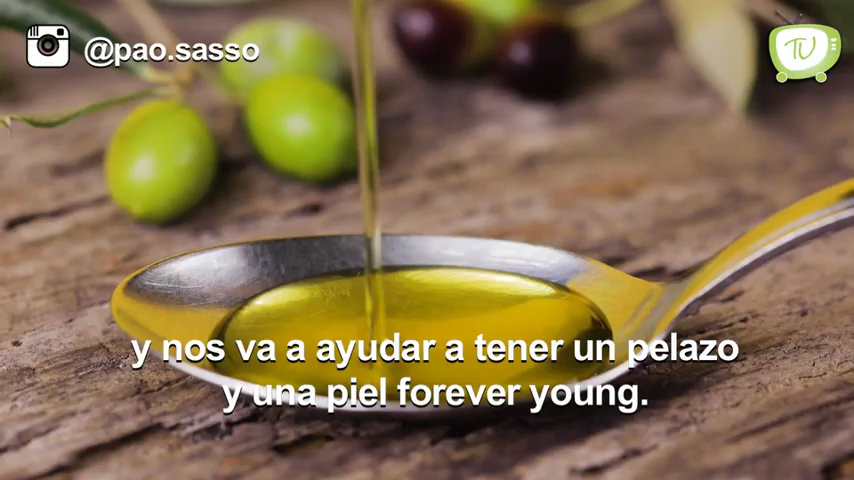 @pao.sasso
TV
y nos va a ayudar a tener un pelazo
y una piel forever young.